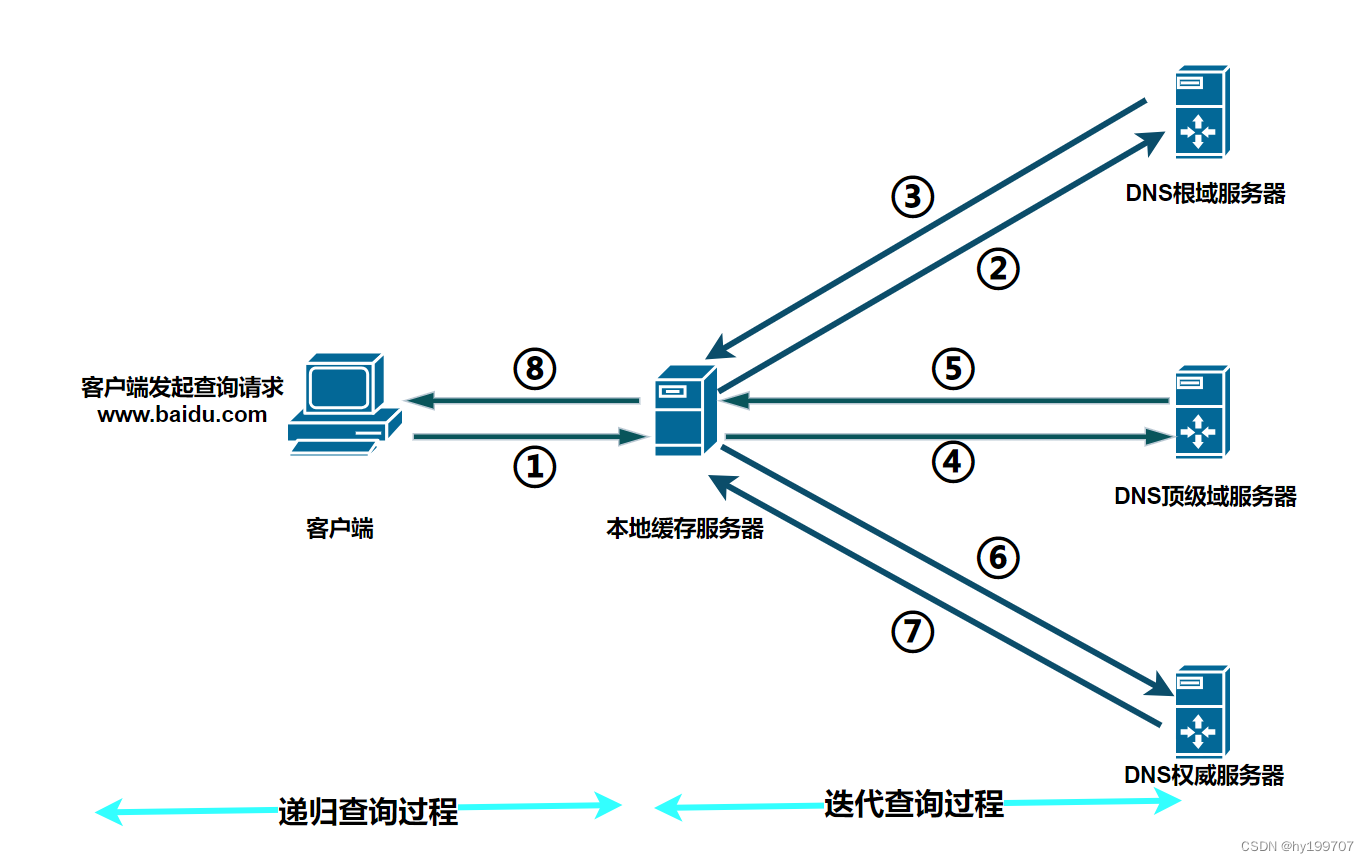 DNS根域服务器
③
②
⑧
⑤
客户端发起查询请求
www.baidu.com
①
④
DNS顶级域服务器
客户端
本地缓存服务器
⑥
⑦
DNS权威服务器
递归查询过程
迭代查询过程
CSDN @hy199707